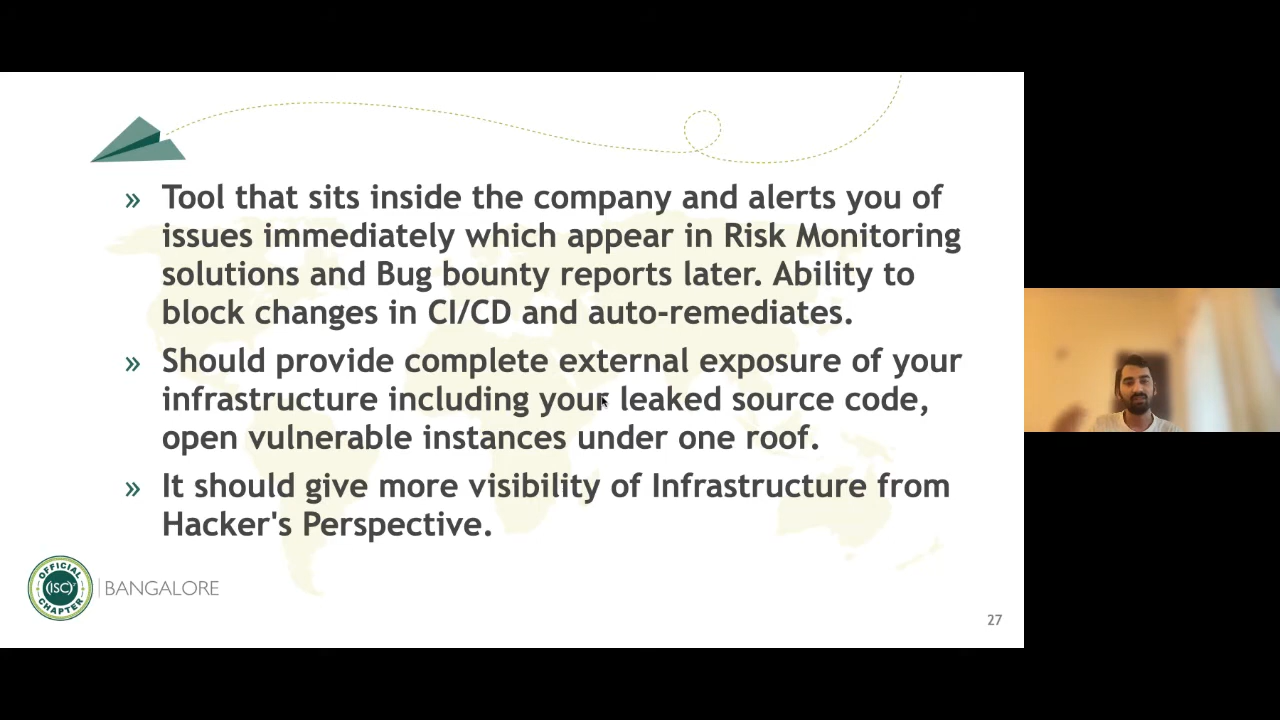 » Tool that sits inside the company and alerts you of
issues immediately which appear in Risk Monitoring
solutions and Bug bounty reports later. Ability to
block changes in CI/CD and auto-remediates.
» Should provide complete external exposure of your
infrastructure including your leaked source code,
open vulnerable instances under one roof.
» It should give more visibility of Infrastructure from
Hacker's Perspective.
OFFICIAL
(ISC)²
CHAPTER
BANGALORE
27